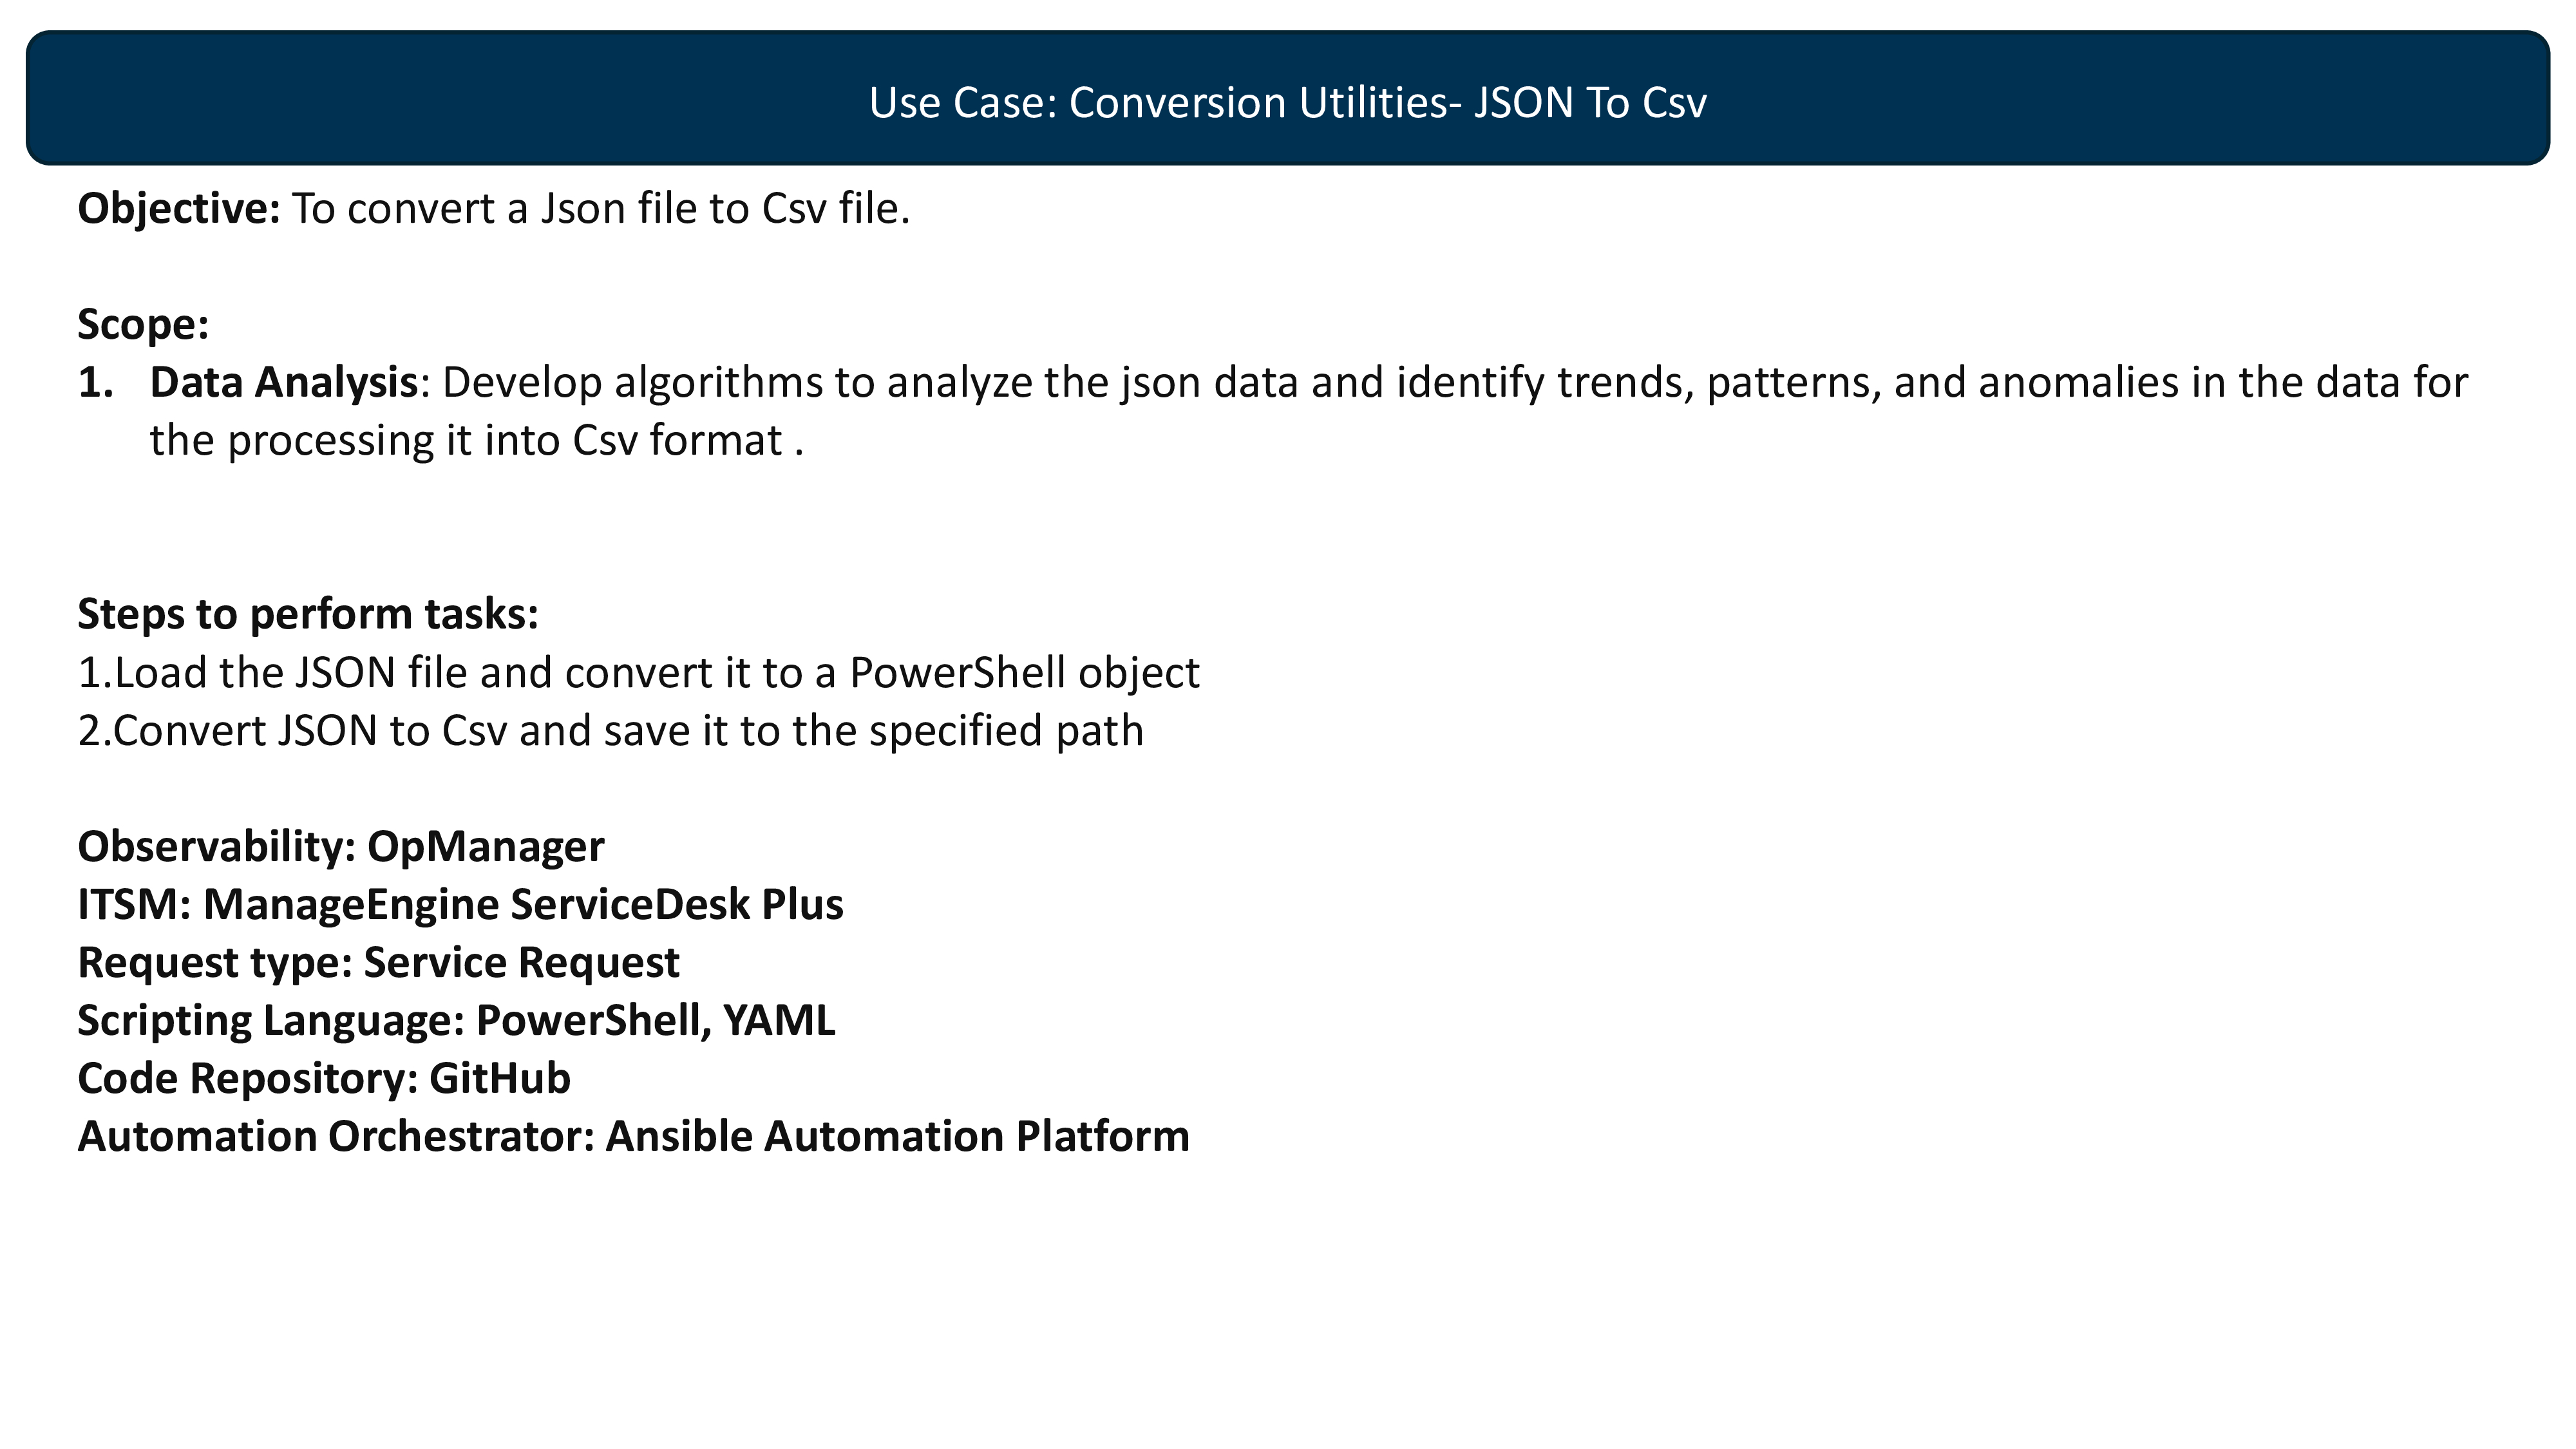 Use Case: Conversion Utilities- JSON To Csv
Objective: To convert a Json file to Csv file.
Scope:
1. Data Analysis: Develop algorithms to analyze the json data and identify trends, patterns, and anomalies in the data for
the processing it into Csv format .
Steps to perform tasks:
1.Load the JSON file and convert it to a PowerShell object
2.Convert JSON to Csv and save it to the specified path
Observability: OpManager
ITSM: ManageEngine ServiceDesk Plus
Request type: Service Request
Scripting Language: PowerShell, YAML
Code Repository: GitHub
Automation Orchestrator: Ansible Automation Platform